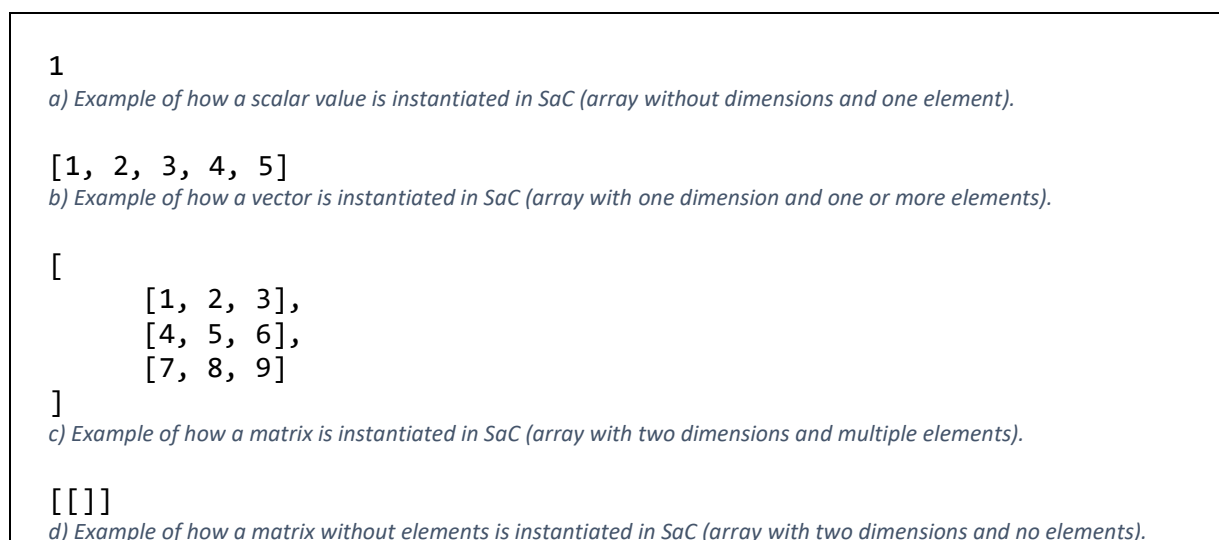 1
a) Example of how a scalar value is instantiated in SaC (array without dimensions and one element).
[1, 2, 3, 4, 5]
b) Example of how a vector is instantiated in SaC (array with one dimension and one or more elements).
[
[1, 2, 3],
[4, 5, 6],
[7, 8, 9]
]
c) Example of how a matrix is instantiated in SaC (array with two dimensions and multiple elements).
[[]]
d) Example of how a matrix without elements is instantiated in SaC (array with two dimensions and no elements).